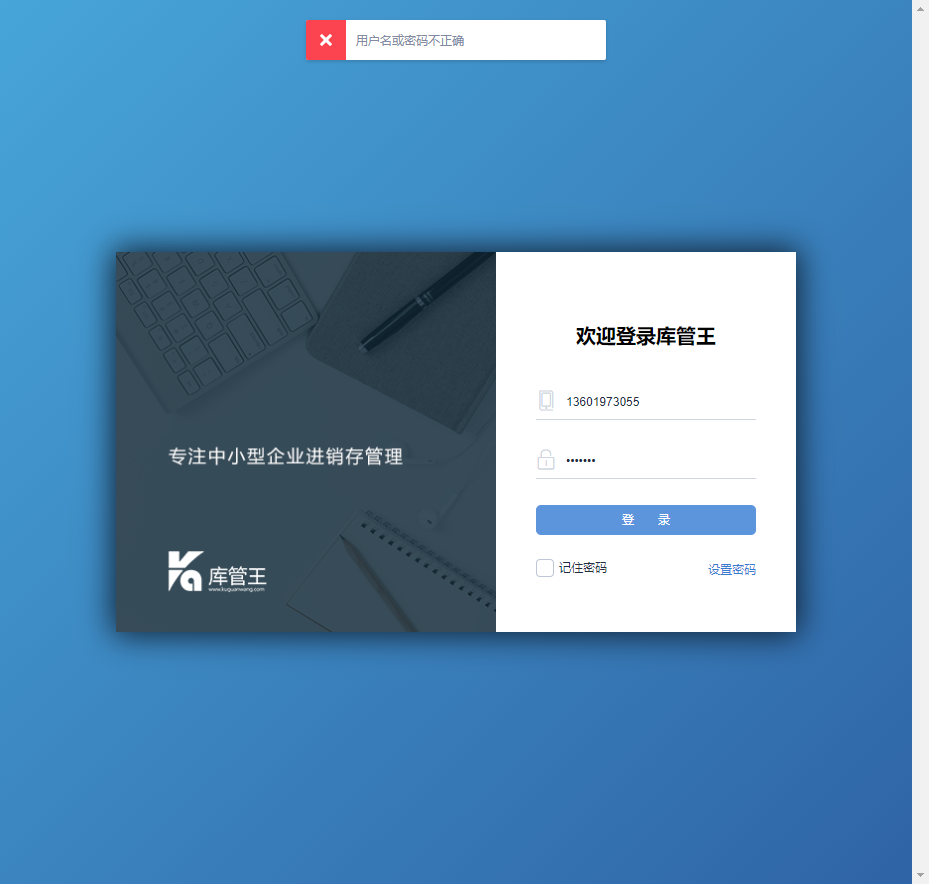 用户名或密码不正确
欢迎登录库管王
13601973055
•••••••
专注中小型企业进销存管理
登 录
记住密码
设置密码
库管王
www.kuguanwang.com